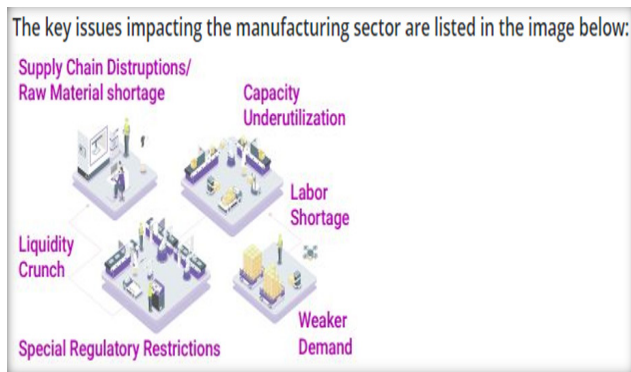 The key issues impacting the manufacturing sector are listed in the image below:
Supply Chain Distruptions/
Raw Material shortage
Capacity
Underutilization
Labor
Shortage
Liquidity
Crunch
Weaker
Demand
Special Regulatory Restrictions